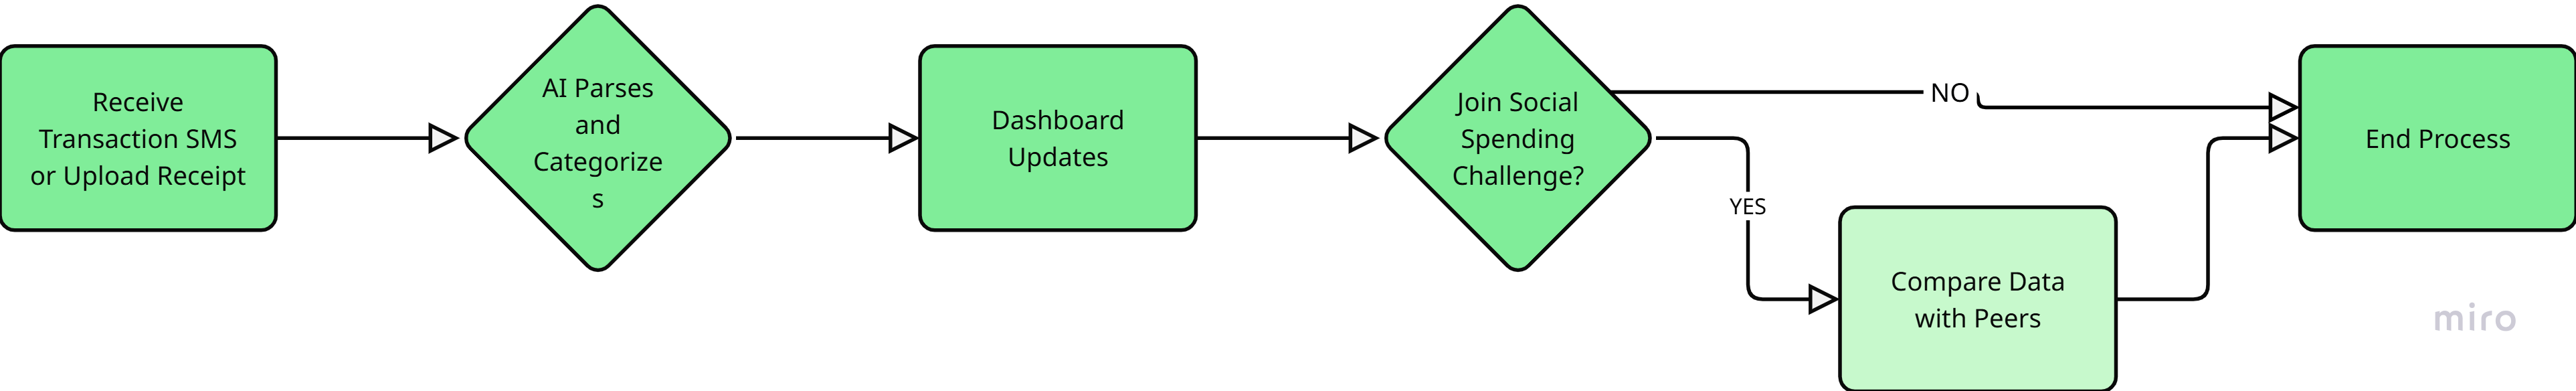 Receive
Transaction SMS
or Upload Receipt
AI Parses
and
Categorize
s
Dashboard
Updates
Join Social
Spending
Challenge?
NO
YES
Compare Data
with Peers
End Process
miro